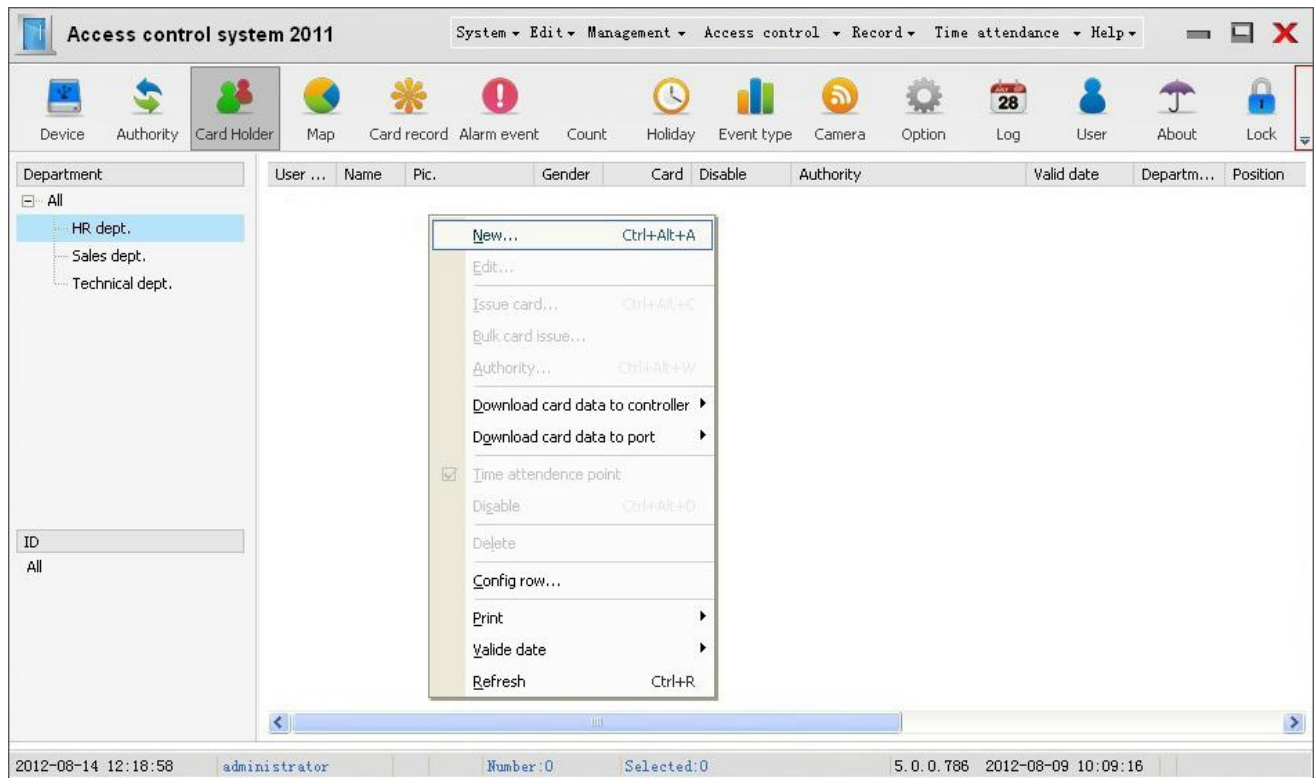 Access control system 2011
System Edit Management Access control Record Time attendance Help
Device Authority Card Holder Map Card record Alarm event Count Holiday Event type Camera Option Log User About Lock
28
Department
User ... Name Pic. Gender Card Disable Authority Valid date Departm... Position
All
HR dept.
Sales dept.
Technical dept.
New... Ctrl+Alt+A
Edit...
Issue card... Ctrl+Alt+C
Bulk card issue...
Authority... Ctrl+Alt+W
Download card data to controller
Download card data to port
Time attendence point
Disable Ctrl+Alt+D
Delete
Config row...
Print
Valide date
Refresh Ctrl+R
ID
All
2012-08-14 12:18:58 administrator Number:0 Selected:0 5.0.0.786 2012-08-09 10:09:16